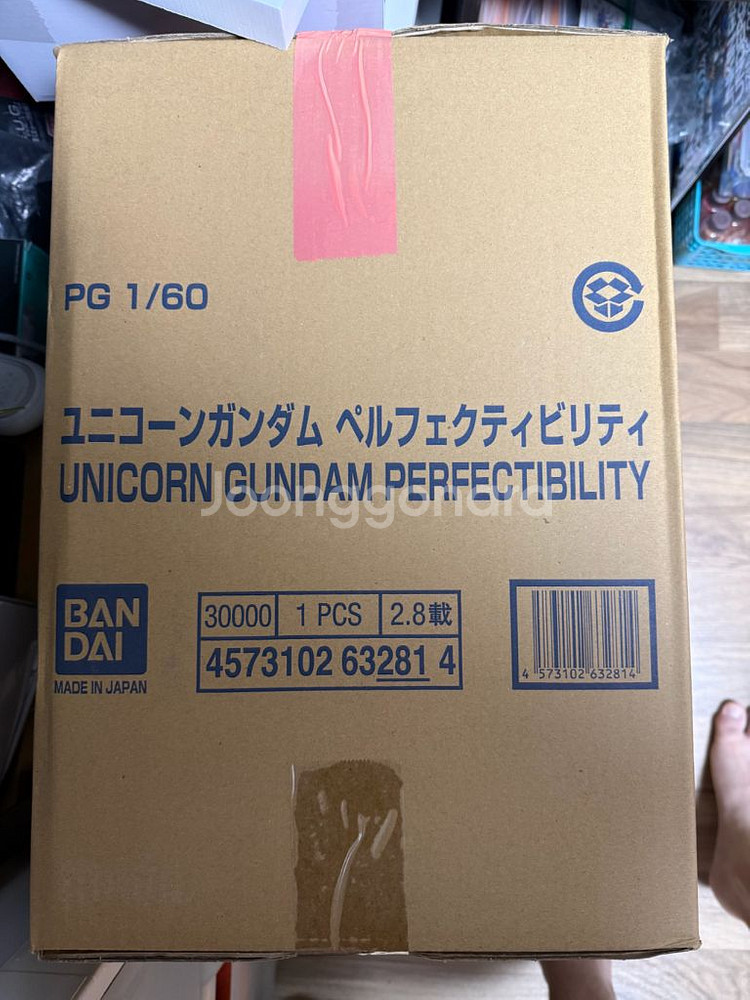 PG 1/60
ユニコーンガンダム ペルフェクティビリティ
UNICORN GUNDAM PERFECTIBILITY
Joonggonara
BAN
DAI
MADE IN JAPAN
30000 1 PCS 2.8載
4573102 63281 4
4 573102 632814